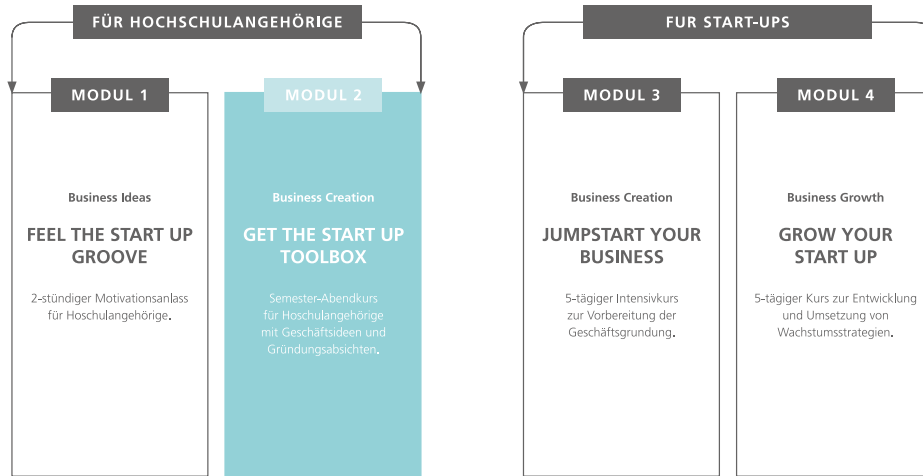 FÜR HOCHSCHULANGEHÖRIGE
FUR START-UPS
MODUL 1
Business Ideas
FEEL THE START UP
GROOVE
2-stündiger Motivationsanlass
für Hoschulangehörige.
MODUL 2
Business Creation
GET THE START UP
TOOLBOX
Semester-Abendkurs
für Hoschulangehörige
mit Geschäftsideen und
Gründungsabsichten.
MODUL 3
Business Creation
JUMPSTART YOUR
BUSINESS
5-tägiger Intensivkurs
zur Vorbereitung der
Geschäftsgrundung.
MODUL 4
Business Growth
GROW YOUR
START UP
5-tägiger Kurs zur Entwicklung
und Umsetzung von
Wachstumsstrategien.